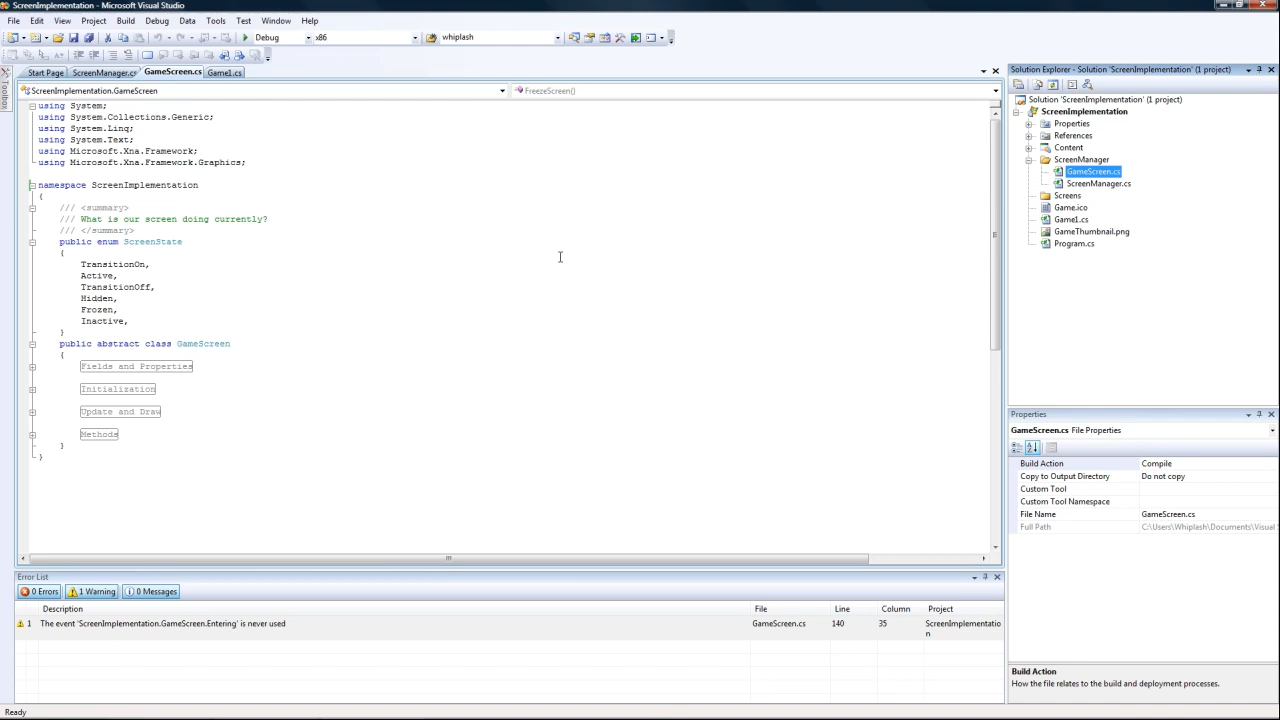 ScreenImplementation - Microsoft Visual Studio
File Edit View Project Build Debug Data Tools Test Window Help
Debug x86 whiplash
Start Page ScreenManager.cs GameScreen.cs Game1.cs
Toolbox
ScreenImplementation.GameScreen FreezeScreen()
using System;
using System.Collections.Generic;
using System.Linq;
using System.Text;
using Microsoft.Xna.Framework;
using Microsoft.Xna.Framework.Graphics;
namespace ScreenImplementation
{
/// <summary>
/// What is our screen doing currently?
/// </summary>
public enum ScreenState
{
TransitionOn,
Active,
TransitionOff,
Hidden,
Frozen,
Inactive,
}
public abstract class GameScreen
{
Fields and Properties
Initialization
Update and Draw
Methods
}
}
Solution Explorer - Solution 'ScreenImplementation' (1 project)
Solution 'ScreenImplementation' (1 project)
ScreenImplementation
Properties
References
Content
ScreenManager
GameScreen.cs
ScreenManager.cs
Screens
Game.ico
Game1.cs
GameThumbnail.png
Program.cs
Properties
GameScreen.cs File Properties
Build Action Compile
Copy to Output Directory Do not copy
Custom Tool
Custom Tool Namespace
File Name GameScreen.cs
Full Path C:\Users\Whiplash\Documents\Visual S
Build Action
How the file relates to the build and deployment processes.
Error List
0 Errors 1 Warning 0 Messages
Description File Line Column Project
1 The event 'ScreenImplementation.GameScreen.Entering' is never used GameScreen.cs 140 35 ScreenImplementatio
n
Ready